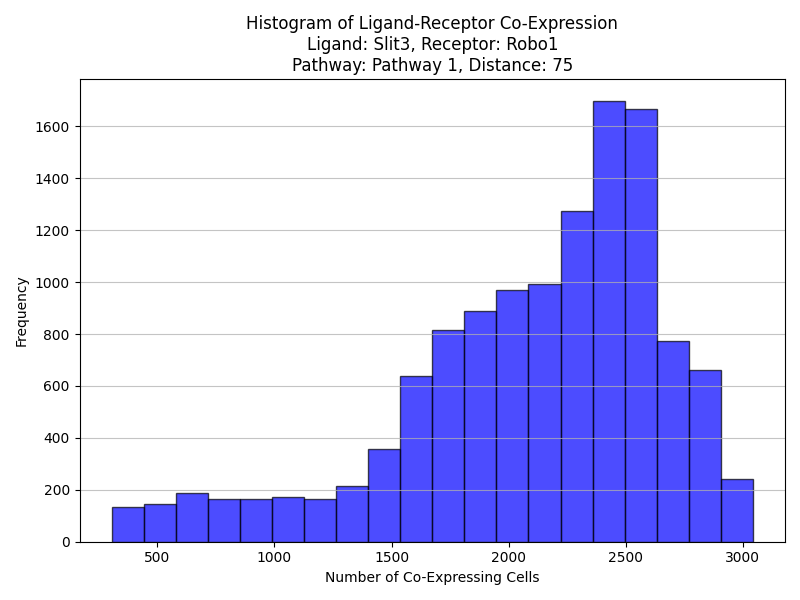 Histogram of Ligand-Receptor Co-Expression
Ligand: Slit3, Receptor: Robo1
Pathway: Pathway 1, Distance: 75
Frequency
1600
1400
1200
1000
800
600
400
200
0
500 1000 1500 2000 2500 3000
Number of Co-Expressing Cells